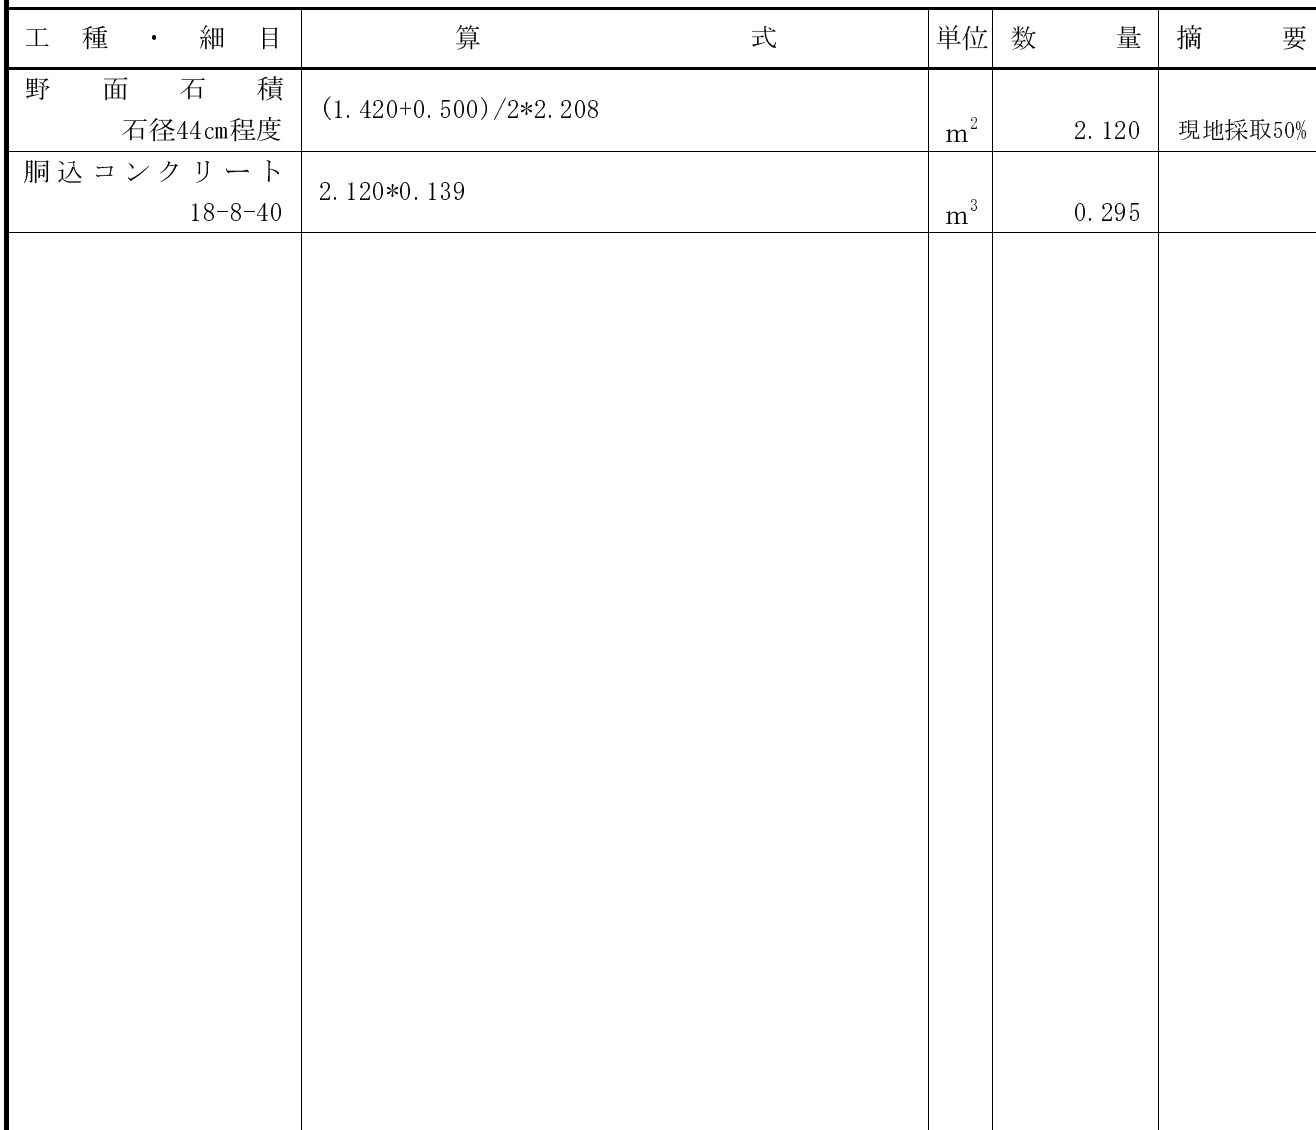 工種・細目 算式 単位 数量 摘要
野面石積
(1.420+0.500)/2*2.208
石径44cm程度 m² 2.120 現地採取50%
胴込コンクリート
2.120*0.139
18-8-40 m³ 0.295